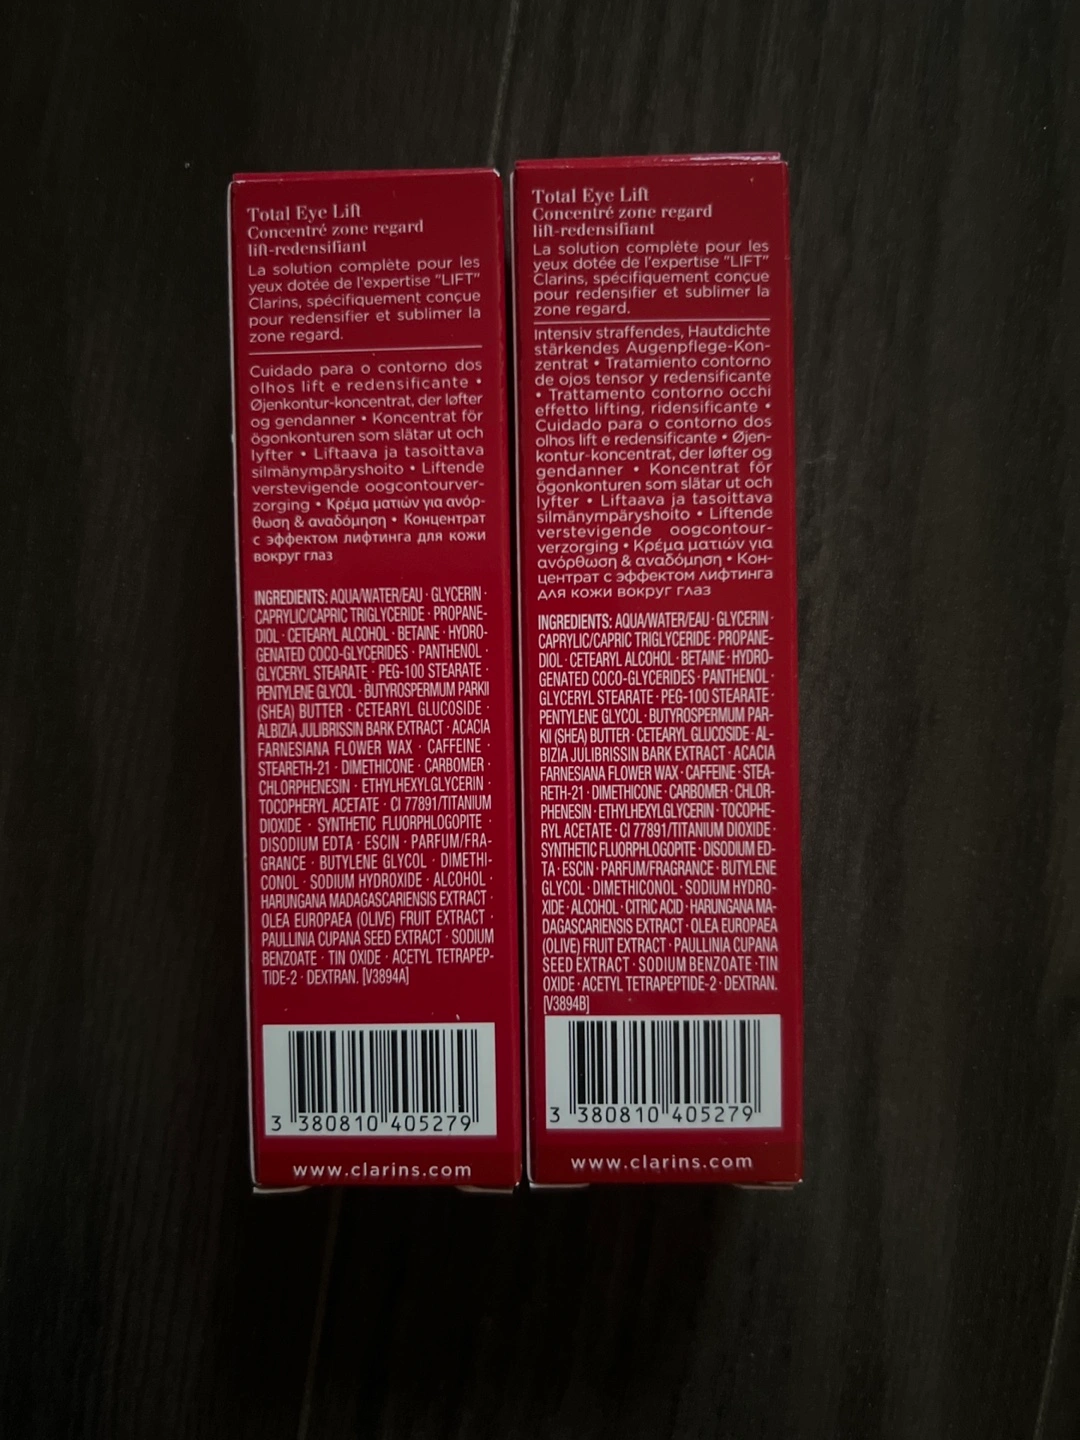 Total Eye Lift
Concentré zone regard
lift-redensifiant
La solution complète pour les
yeux dotée de l'expertise "LIFT"
Clarins, spécifiquement conçue
pour redensifier et sublimer la
zone regard.
Cuidado para o contorno dos
olhos lift e redensificante •
Øjenkontur-koncentrat, der løfter
og gendanner • Koncentrat för
ögonkonturen som slätar ut och
lyfter • Liftaava ja tasoittava
silmänympäryshoito • Liftende
verstevigende oogcontourver-
zorging • Κρέμα ματιών για ανόρ-
θωση & αναδόμηση • Концентрат
с эффектом лифтинга для кожи
вокруг глаз
INGREDIENTS: AQUA/WATER/EAU · GLYCERIN ·
CAPRYLIC/CAPRIC TRIGLYCERIDE · PROPANE-
DIOL · CETEARYL ALCOHOL · BETAINE · HYDRO-
GENATED COCO-GLYCERIDES · PANTHENOL ·
GLYCERYL STEARATE · PEG-100 STEARATE ·
PENTYLENE GLYCOL · BUTYROSPERMUM PARKII
(SHEA) BUTTER · CETEARYL GLUCOSIDE ·
ALBIZIA JULIBRISSIN BARK EXTRACT · ACACIA
FARNESIANA FLOWER WAX · CAFFEINE ·
STEARETH-21 · DIMETHICONE · CARBOMER ·
CHLORPHENESIN · ETHYLHEXYLGLYCERIN ·
TOCOPHERYL ACETATE · CI 77891/TITANIUM
DIOXIDE · SYNTHETIC FLUORPHLOGOPITE ·
DISODIUM EDTA · ESCIN · PARFUM/FRA-
GRANCE · BUTYLENE GLYCOL · DIMETHI-
CONOL · SODIUM HYDROXIDE · ALCOHOL ·
HARUNGANA MADAGASCARIENSIS EXTRACT ·
OLEA EUROPAEA (OLIVE) FRUIT EXTRACT ·
PAULLINIA CUPANA SEED EXTRACT · SODIUM
BENZOATE · TIN OXIDE · ACETYL TETRAPEP-
TIDE-2 · DEXTRAN. [V3894A]
3 380810 405279
www.clarins.com
Total Eye Lift
Concentré zone regard
lift-redensifiant
La solution complète pour les
yeux dotée de l'expertise "LIFT"
Clarins, spécifiquement conçue
pour redensifier et sublimer la
zone regard.
Intensiv straffendes, Hautdichte
stärkendes Augenpflege-Kon-
zentrat • Tratamiento contorno
de ojos tensor y redensificante
• Trattamento contorno occhi
effetto lifting, ridensificante •
Cuidado para o contorno dos
olhos lift e redensificante • Øjen-
kontur-koncentrat, der løfter og
gendanner • Koncentrat för
ögonkonturen som slätar ut och
lyfter • Liftaava ja tasoittava
silmänympäryshoito • Liftende
verstevigende oogcontour-
verzorging • Κρέμα ματιών για
ανόρθωση & αναδόμηση • Кон-
центрат с эффектом лифтинга
для кожи вокруг глаз
INGREDIENTS: AQUA/WATER/EAU · GLYCERIN ·
CAPRYLIC/CAPRIC TRIGLYCERIDE · PROPANE-
DIOL · CETEARYL ALCOHOL · BETAINE · HYDRO-
GENATED COCO-GLYCERIDES · PANTHENOL ·
GLYCERYL STEARATE · PEG-100 STEARATE ·
PENTYLENE GLYCOL · BUTYROSPERMUM PAR-
KII (SHEA) BUTTER · CETEARYL GLUCOSIDE · AL-
BIZIA JULIBRISSIN BARK EXTRACT · ACACIA
FARNESIANA FLOWER WAX · CAFFEINE · STEA-
RETH-21 · DIMETHICONE · CARBOMER · CHLOR-
PHENESIN · ETHYLHEXYLGLYCERIN · TOCOPHE-
RYL ACETATE · CI 77891/TITANIUM DIOXIDE ·
SYNTHETIC FLUORPHLOGOPITE · DISODIUM ED-
TA · ESCIN · PARFUM/FRAGRANCE · BUTYLENE
GLYCOL · DIMETHICONOL · SODIUM HYDRO-
XIDE · ALCOHOL · CITRIC ACID · HARUNGANA MA-
DAGASCARIENSIS EXTRACT · OLEA EUROPAEA
(OLIVE) FRUIT EXTRACT · PAULLINIA CUPANA
SEED EXTRACT · SODIUM BENZOATE · TIN
OXIDE · ACETYL TETRAPEPTIDE-2 · DEXTRAN.
[V3894B]
3 380810 405279
www.clarins.com